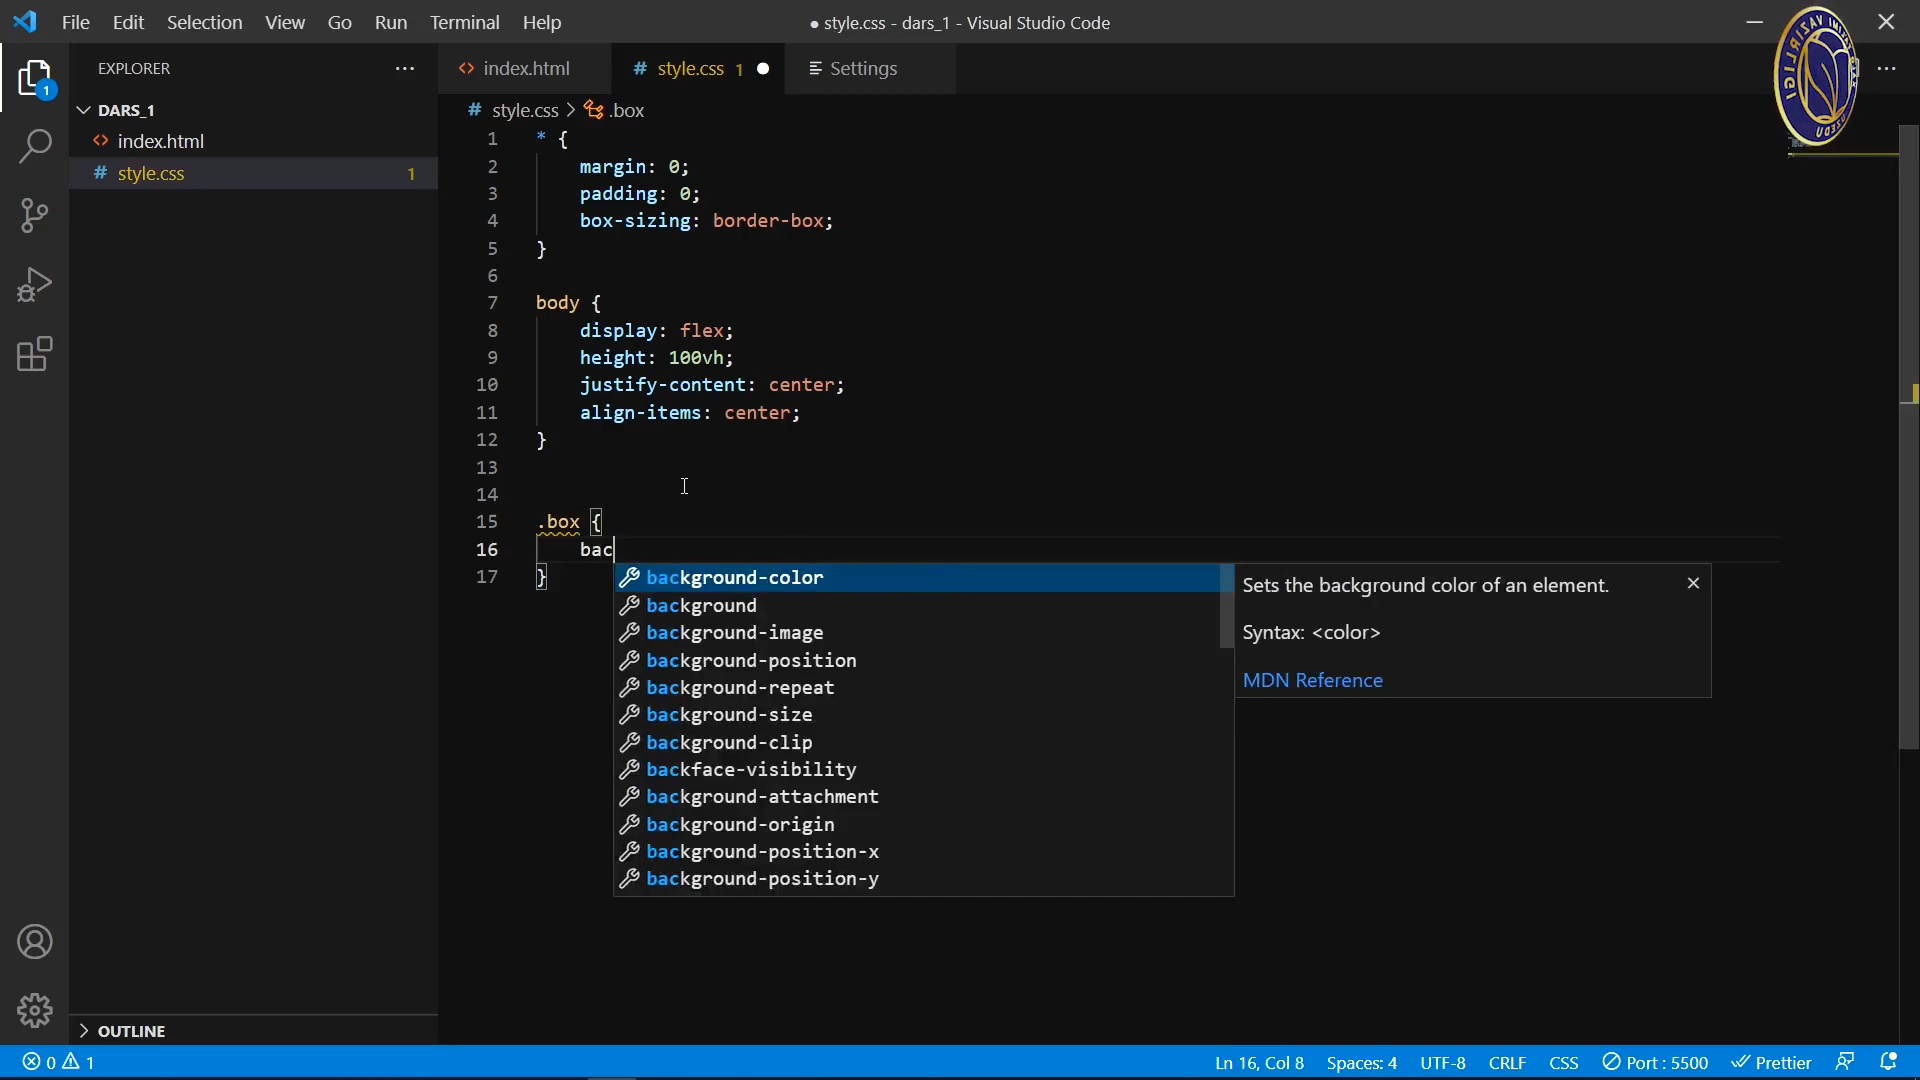 File Edit Selection View Go Run Terminal Help
● style.css - dars_1 - Visual Studio Code
EXPLORER
1
DARS_1
index.html
style.css 1
OUTLINE
index.html
# style.css 1
Settings
# style.css > .box
1 * {
2 margin: 0;
3 padding: 0;
4 box-sizing: border-box;
5 }
6
7 body {
8 display: flex;
9 height: 100vh;
10 justify-content: center;
11 align-items: center;
12 }
13
14
15 .box {
16 bac
17 }
background-color
background
background-image
background-position
background-repeat
background-size
background-clip
backface-visibility
background-attachment
background-origin
background-position-x
background-position-y
Sets the background color of an element.
Syntax: <color>
MDN Reference
0 1
Ln 16, Col 8 Spaces: 4 UTF-8 CRLF CSS Port : 5500 Prettier